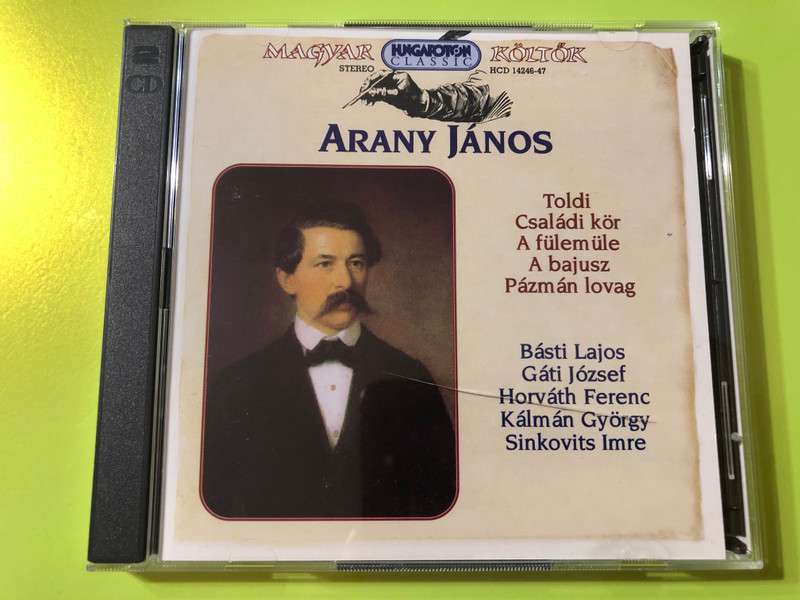 MAGYAR HUNGAROTON CLASSIC KÖLTŐK
STEREO HCD 14246-47
ARANY JÁNOS
Toldi
Családi kör
A fülemüle
A bajusz
Pázmán lovag
Básti Lajos
Gáti József
Horváth Ferenc
Kálmán György
Sinkovits Imre
2
CD